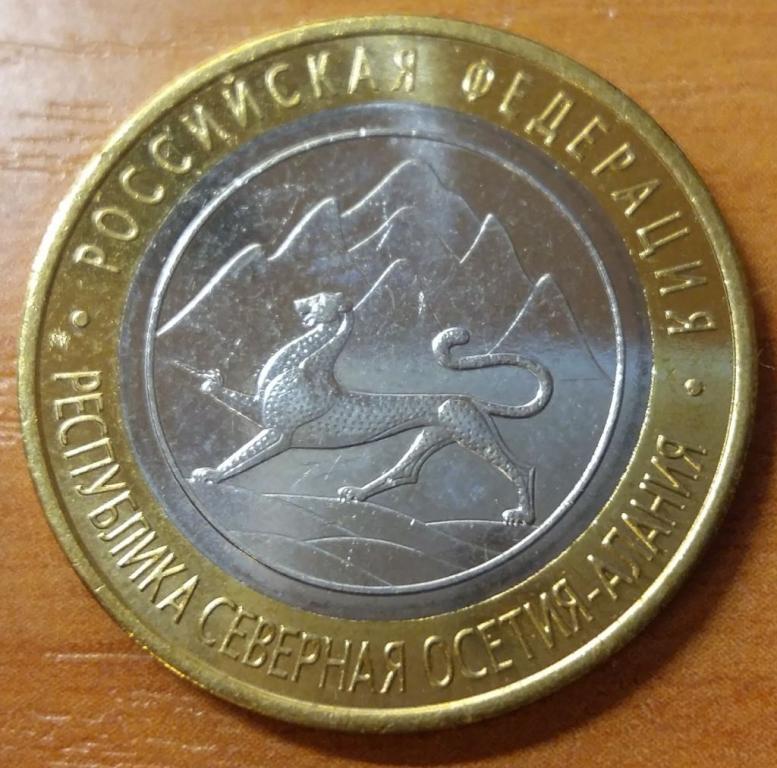 РОССИЙСКАЯ ФЕДЕРАЦИЯ
РЕСПУБЛИКА СЕВЕРНАЯ ОСЕТИЯ-АЛАНИЯ